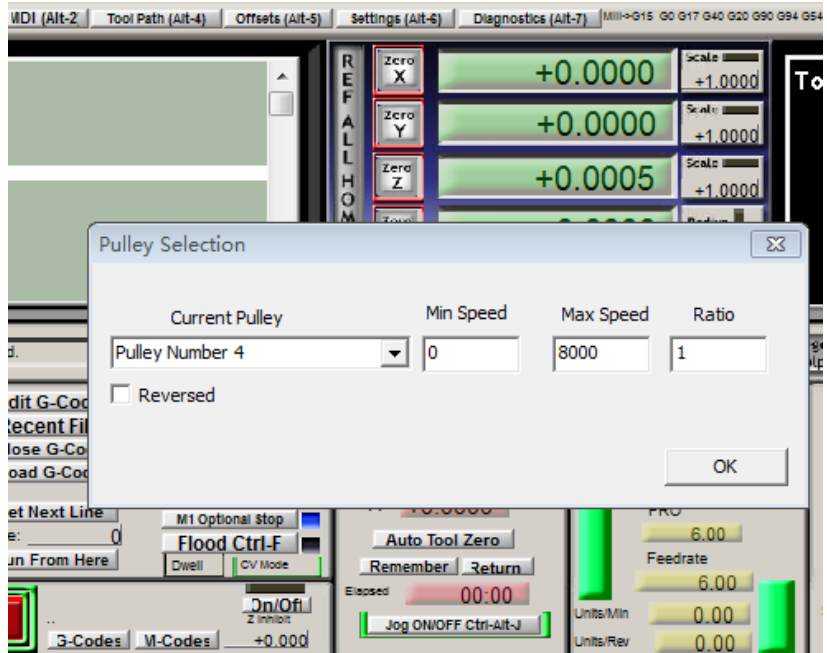 MDI (Alt-2) Tool Path (Alt-4) Offsets (Alt-5) Settings (Alt-6) Diagnostics (Alt-7) Mill->G15 G0 G17 G40 G20 G90 G94 G54
REF ALL HOM
Zero X +0.0000 Scale +1.0000
To
Zero Y +0.0000 Scale +1.0000
Zero Z +0.0005 Scale +1.0000
Zero
Pulley Selection
Current Pulley Min Speed Max Speed Ratio
Pulley Number 4 0 8000 1
Reversed
OK
d.
dit G-Cod
Recent Fil
lose G-Co
oad G-Cod
et Next Line M1 Optional Stop
e: 0 Flood Ctrl-F
un From Here Dwell CV Mode
Auto Tool Zero
Remember Return
Elapsed 00:00
Jog ON/OFF Ctrl-Alt-J
FRO
6.00
Feedrate
6.00
Units/Min 0.00
Units/Rev 0.00
On/Off
Z Inhibit
G-Codes M-Codes +0.000